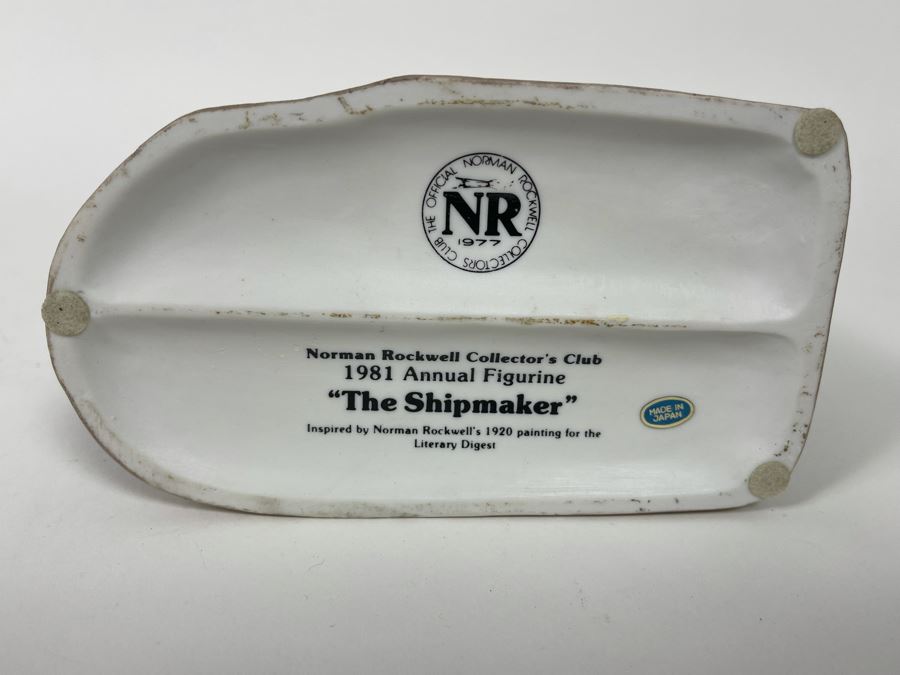 THE OFFICIAL NORMAN ROCKWELL COLLECTORS CLUB
NR
1977
Norman Rockwell Collector's Club
1981 Annual Figurine
"The Shipmaker"
Inspired by Norman Rockwell's 1920 painting for the
Literary Digest
MADE IN
JAPAN